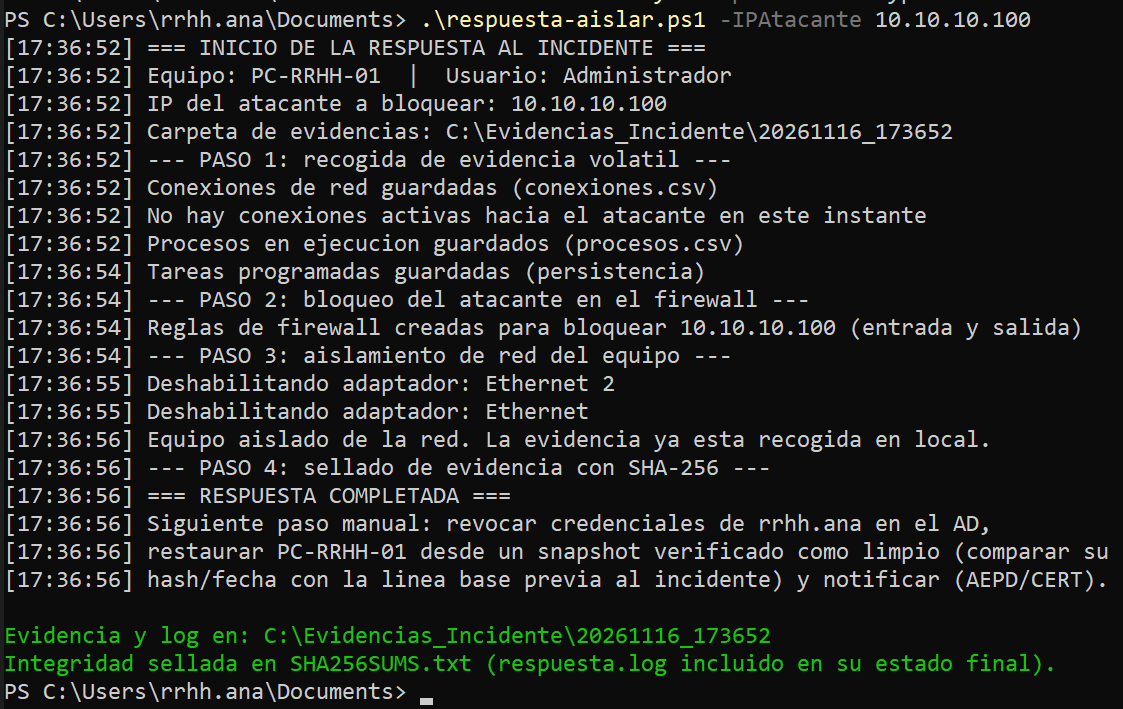 PS C:\Users\rrhh.ana\Documents> .\respuesta-aislar.ps1 -IPAtacante 10.10.10.100
[17:36:52] === INICIO DE LA RESPUESTA AL INCIDENTE ===
[17:36:52] Equipo: PC-RRHH-01  |  Usuario: Administrador
[17:36:52] IP del atacante a bloquear: 10.10.10.100
[17:36:52] Carpeta de evidencias: C:\Evidencias_Incidente\20261116_173652
[17:36:52] --- PASO 1: recogida de evidencia volatil ---
[17:36:52] Conexiones de red guardadas (conexiones.csv)
[17:36:52] No hay conexiones activas hacia el atacante en este instante
[17:36:52] Procesos en ejecucion guardados (procesos.csv)
[17:36:54] Tareas programadas guardadas (persistencia)
[17:36:54] --- PASO 2: bloqueo del atacante en el firewall ---
[17:36:54] Reglas de firewall creadas para bloquear 10.10.10.100 (entrada y salida)
[17:36:54] --- PASO 3: aislamiento de red del equipo ---
[17:36:55] Deshabilitando adaptador: Ethernet 2
[17:36:55] Deshabilitando adaptador: Ethernet
[17:36:56] Equipo aislado de la red. La evidencia ya esta recogida en local.
[17:36:56] --- PASO 4: sellado de evidencia con SHA-256 ---
[17:36:56] === RESPUESTA COMPLETADA ===
[17:36:56] Siguiente paso manual: revocar credenciales de rrhh.ana en el AD,
[17:36:56] restaurar PC-RRHH-01 desde un snapshot verificado como limpio (comparar su
[17:36:56] hash/fecha con la linea base previa al incidente) y notificar (AEPD/CERT).
Evidencia y log en: C:\Evidencias_Incidente\20261116_173652
Integridad sellada en SHA256SUMS.txt (respuesta.log incluido en su estado final).
PS C:\Users\rrhh.ana\Documents>